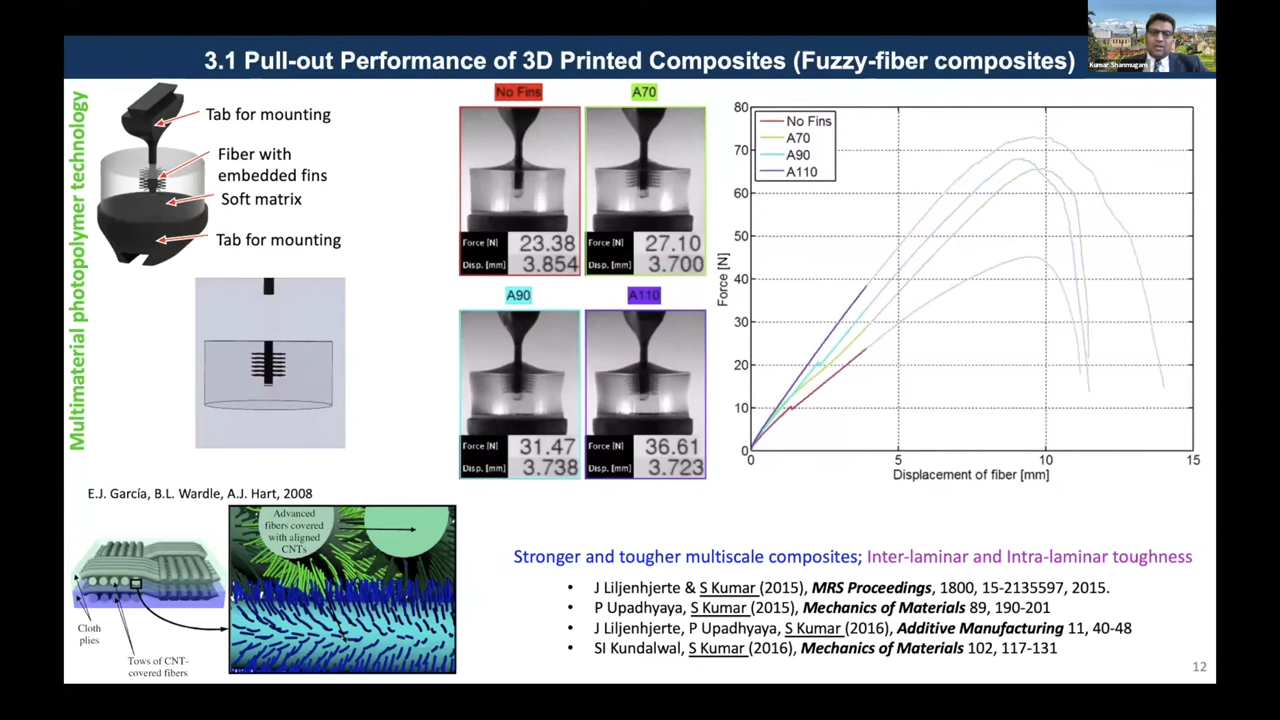 3.1 Pull-out Performance of 3D Printed Composites (Fuzzy-fiber composites)
Kumar Shanmugam
Multimaterial photopolymer technology
Tab for mounting
Fiber with
embedded fins
Soft matrix
Tab for mounting
No Fins
Force [N] 23.38
Disp. [mm] 3.854
A70
Force [N] 27.10
Disp. [mm] 3.700
A90
Force [N] 31.47
Disp. [mm] 3.738
A110
Force [N] 36.61
Disp. [mm] 3.723
Force [N]
80
70
60
50
40
30
20
10
0
No Fins
A70
A90
A110
0 5 10 15
Displacement of fiber [mm]
E.J. García, B.L. Wardle, A.J. Hart, 2008
Cloth
plies
Tows of CNT-
covered fibers
Advanced
fibers covered
with aligned
CNTs
Stronger and tougher multiscale composites; Inter-laminar and Intra-laminar toughness
• J Liljenhjerte & S Kumar (2015), MRS Proceedings, 1800, 15-2135597, 2015.
• P Upadhyaya, S Kumar (2015), Mechanics of Materials 89, 190-201
• J Liljenhjerte, P Upadhyaya, S Kumar (2016), Additive Manufacturing 11, 40-48
• SI Kundalwal, S Kumar (2016), Mechanics of Materials 102, 117-131
12